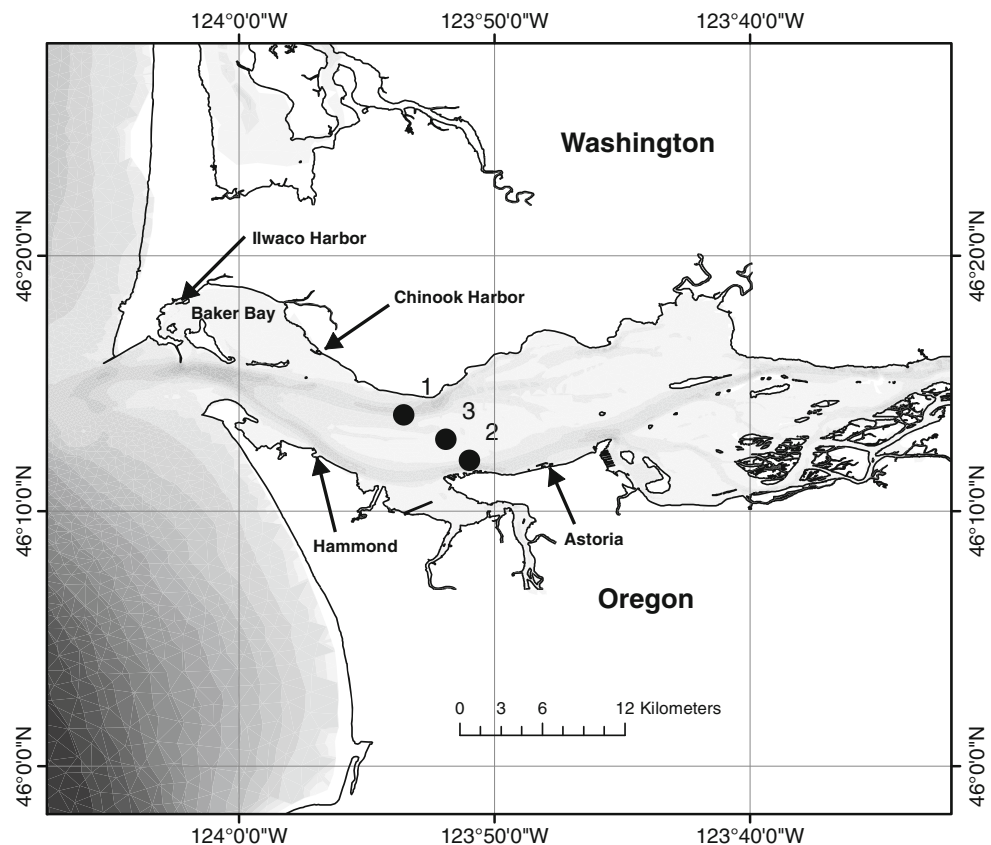 124°0'0"W 123°50'0"W 123°40'0"W
Washington
46°20'0"N
46°20'0"N
Ilwaco Harbor
Chinook Harbor
Baker Bay
1
3
2
46°10'0"N
46°10'0"N
Hammond
Astoria
Oregon
0 3 6 12 Kilometers
46°0'0"N
46°0'0"N
124°0'0"W 123°50'0"W 123°40'0"W